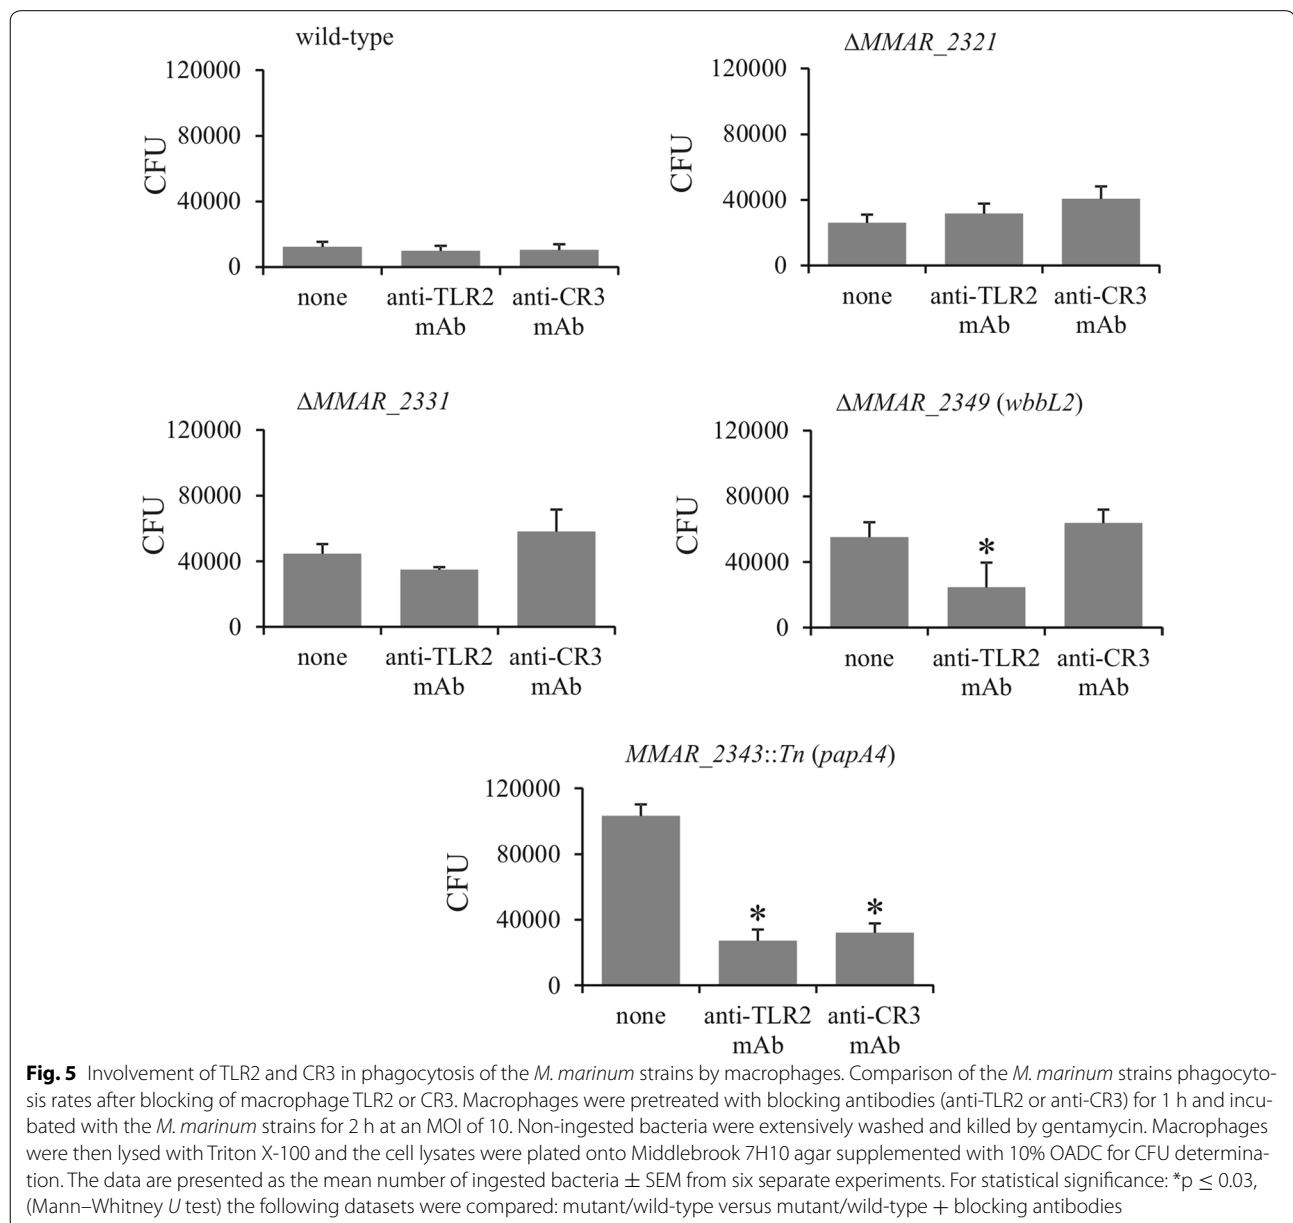 wild-type
120000
80000
40000
0
CFU
none
anti-TLR2
mAb
anti-CR3
mAb
ΔMMAR_2321
120000
80000
40000
0
CFU
none
anti-TLR2
mAb
anti-CR3
mAb
ΔMMAR_2331
120000
80000
40000
0
CFU
none
anti-TLR2
mAb
anti-CR3
mAb
ΔMMAR_2349 (wbbL2)
120000
80000
40000
0
CFU
*
none
anti-TLR2
mAb
anti-CR3
mAb
MMAR_2343::Tn (papA4)
120000
80000
40000
0
CFU
*
*
none
anti-TLR2
mAb
anti-CR3
mAb
Fig. 5 Involvement of TLR2 and CR3 in phagocytosis of the M. marinum strains by macrophages. Comparison of the M. marinum strains phagocyto-
sis rates after blocking of macrophage TLR2 or CR3. Macrophages were pretreated with blocking antibodies (anti-TLR2 or anti-CR3) for 1 h and incu-
bated with the M. marinum strains for 2 h at an MOI of 10. Non-ingested bacteria were extensively washed and killed by gentamycin. Macrophages
were then lysed with Triton X-100 and the cell lysates were plated onto Middlebrook 7H10 agar supplemented with 10% OADC for CFU determina-
tion. The data are presented as the mean number of ingested bacteria ± SEM from six separate experiments. For statistical significance: *p ≤ 0.03,
(Mann–Whitney U test) the following datasets were compared: mutant/wild-type versus mutant/wild-type + blocking antibodies